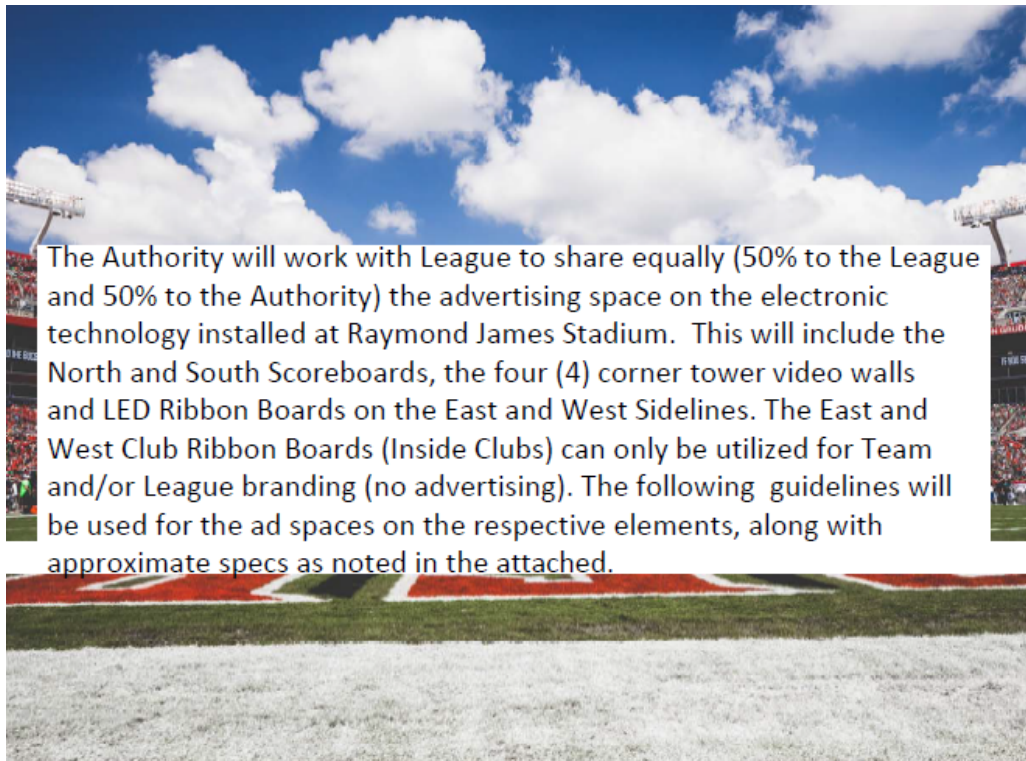 The Authority will work with League to share equally (50% to the League
and 50% to the Authority) the advertising space on the electronic
technology installed at Raymond James Stadium.  This will include the
North and South Scoreboards, the four (4) corner tower video walls
and LED Ribbon Boards on the East and West Sidelines. The East and
West Club Ribbon Boards (Inside Clubs) can only be utilized for Team
and/or League branding (no advertising). The following  guidelines will
be used for the ad spaces on the respective elements, along with
approximate specs as noted in the attached.